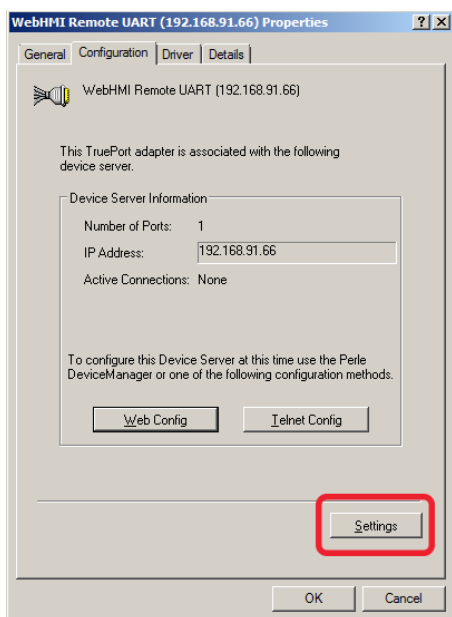 WebHMI Remote UART (192.168.91.66) Properties
General Configuration Driver Details
WebHMI Remote UART (192.168.91.66)
This TruePort adapter is associated with the following
device server.
Device Server Information
Number of Ports: 1
IP Address: 192.168.91.66
Active Connections: None
To configure this Device Server at this time use the Perle
DeviceManager or one of the following configuration methods.
Web Config Telnet Config
Settings
OK Cancel